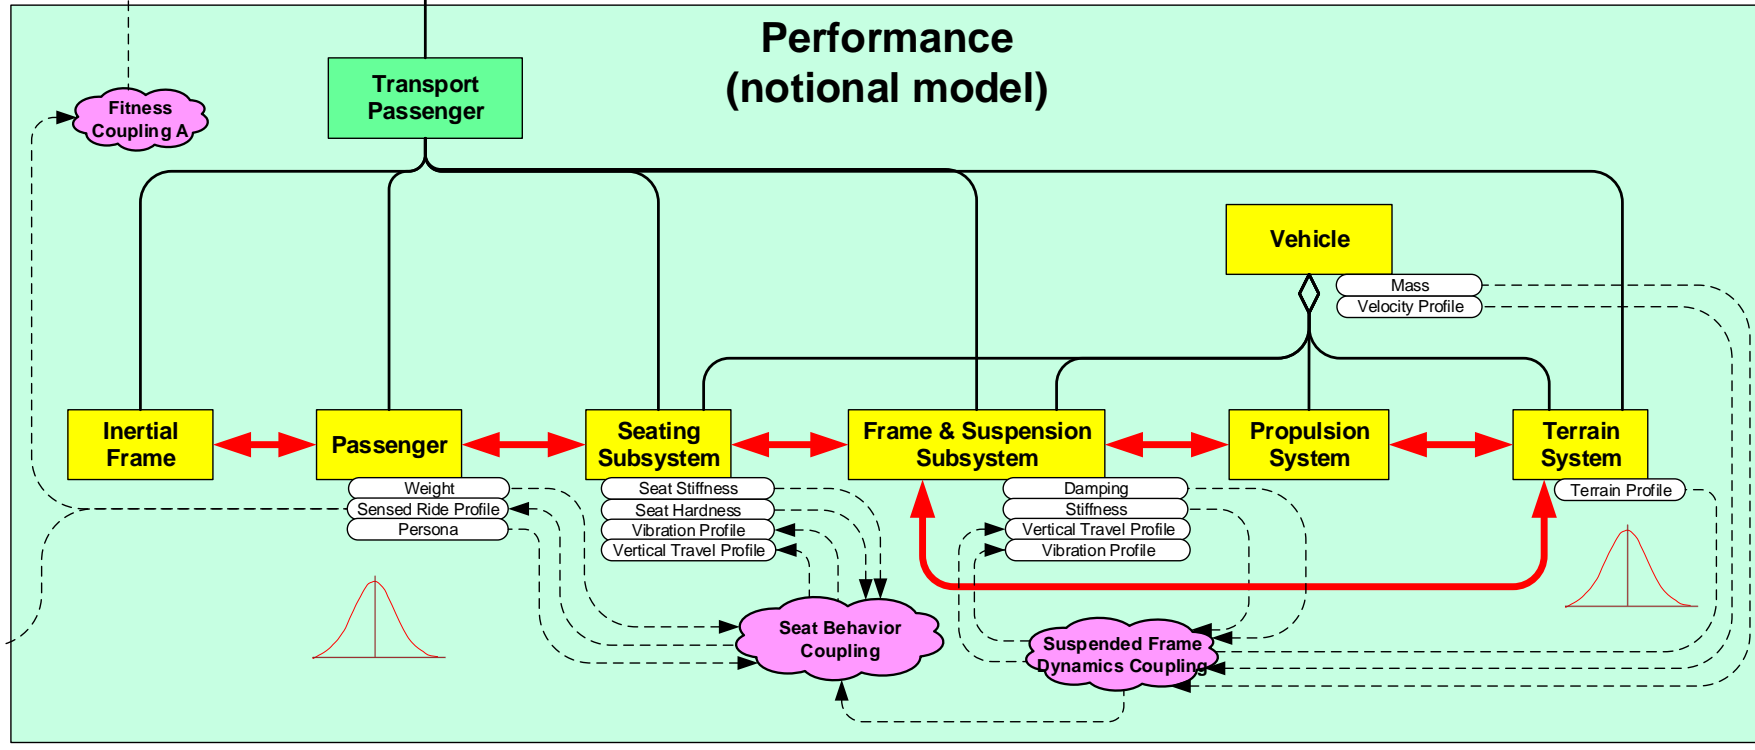 Performance
(notional model)
Transport
Passenger
Fitness
Coupling A
Vehicle
Mass
Velocity Profile
Inertial
Frame
Passenger
Seating
Subsystem
Frame & Suspension
Subsystem
Propulsion
System
Terrain
System
Weight
Sensed Ride Profile
Persona
Seat Stiffness
Seat Hardness
Vibration Profile
Vertical Travel Profile
Damping
Stiffness
Vertical Travel Profile
Vibration Profile
Terrain Profile
Seat Behavior
Coupling
Suspended Frame
Dynamics Coupling